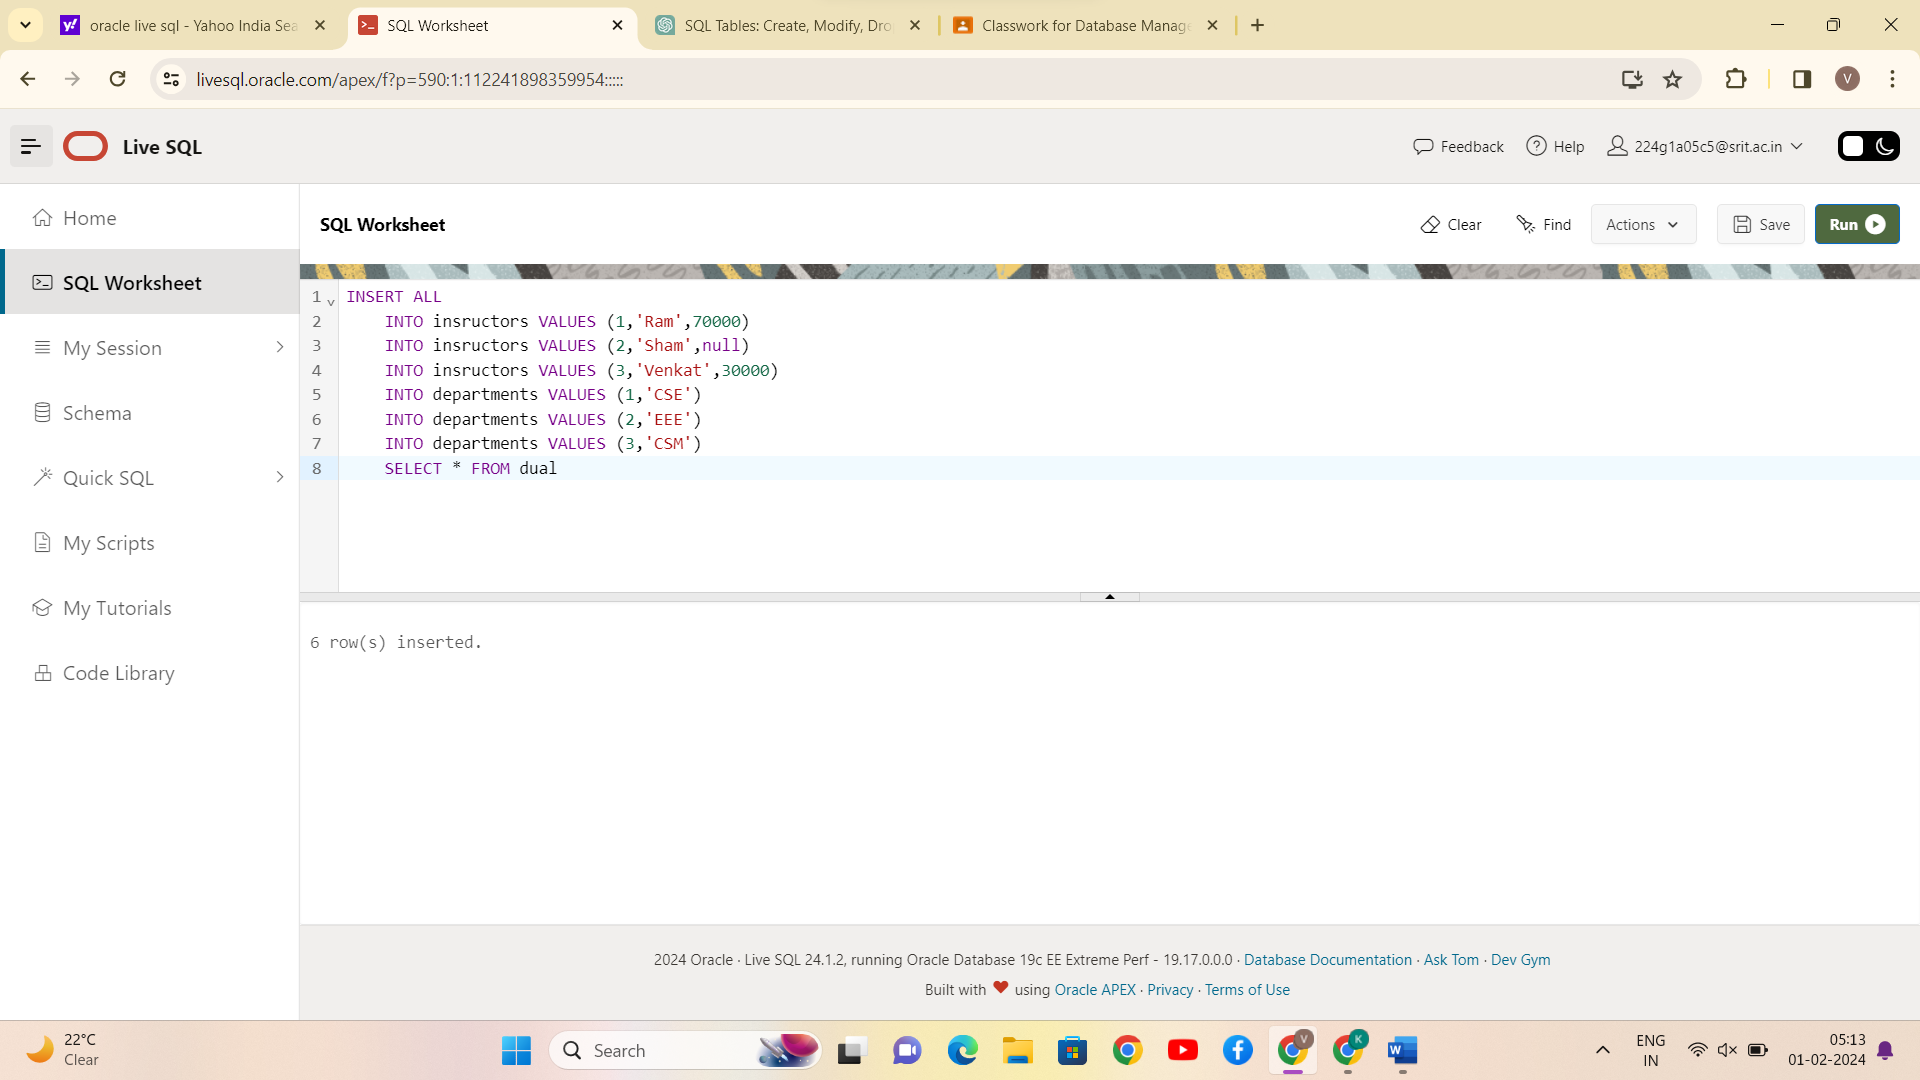 oracle live sql - Yahoo India Sea
SQL Worksheet
SQL Tables: Create, Modify, Dro
Classwork for Database Manage
livesql.oracle.com/apex/f?p=590:1:112241898359954:::::
V
Live SQL
Feedback
Help
224g1a05c5@srit.ac.in
Home
SQL Worksheet
My Session
Schema
Quick SQL
My Scripts
My Tutorials
Code Library
SQL Worksheet
Clear
Find
Actions
Save
Run
1 INSERT ALL
2 INTO insructors VALUES (1,'Ram',70000)
3 INTO insructors VALUES (2,'Sham',null)
4 INTO insructors VALUES (3,'Venkat',30000)
5 INTO departments VALUES (1,'CSE')
6 INTO departments VALUES (2,'EEE')
7 INTO departments VALUES (3,'CSM')
8 SELECT * FROM dual
6 row(s) inserted.
2024 Oracle · Live SQL 24.1.2, running Oracle Database 19c EE Extreme Perf - 19.17.0.0.0 · Database Documentation · Ask Tom · Dev Gym
Built with ❤ using Oracle APEX · Privacy · Terms of Use
22°C
Clear
Search
V
K
W
ENG
IN
05:13
01-02-2024